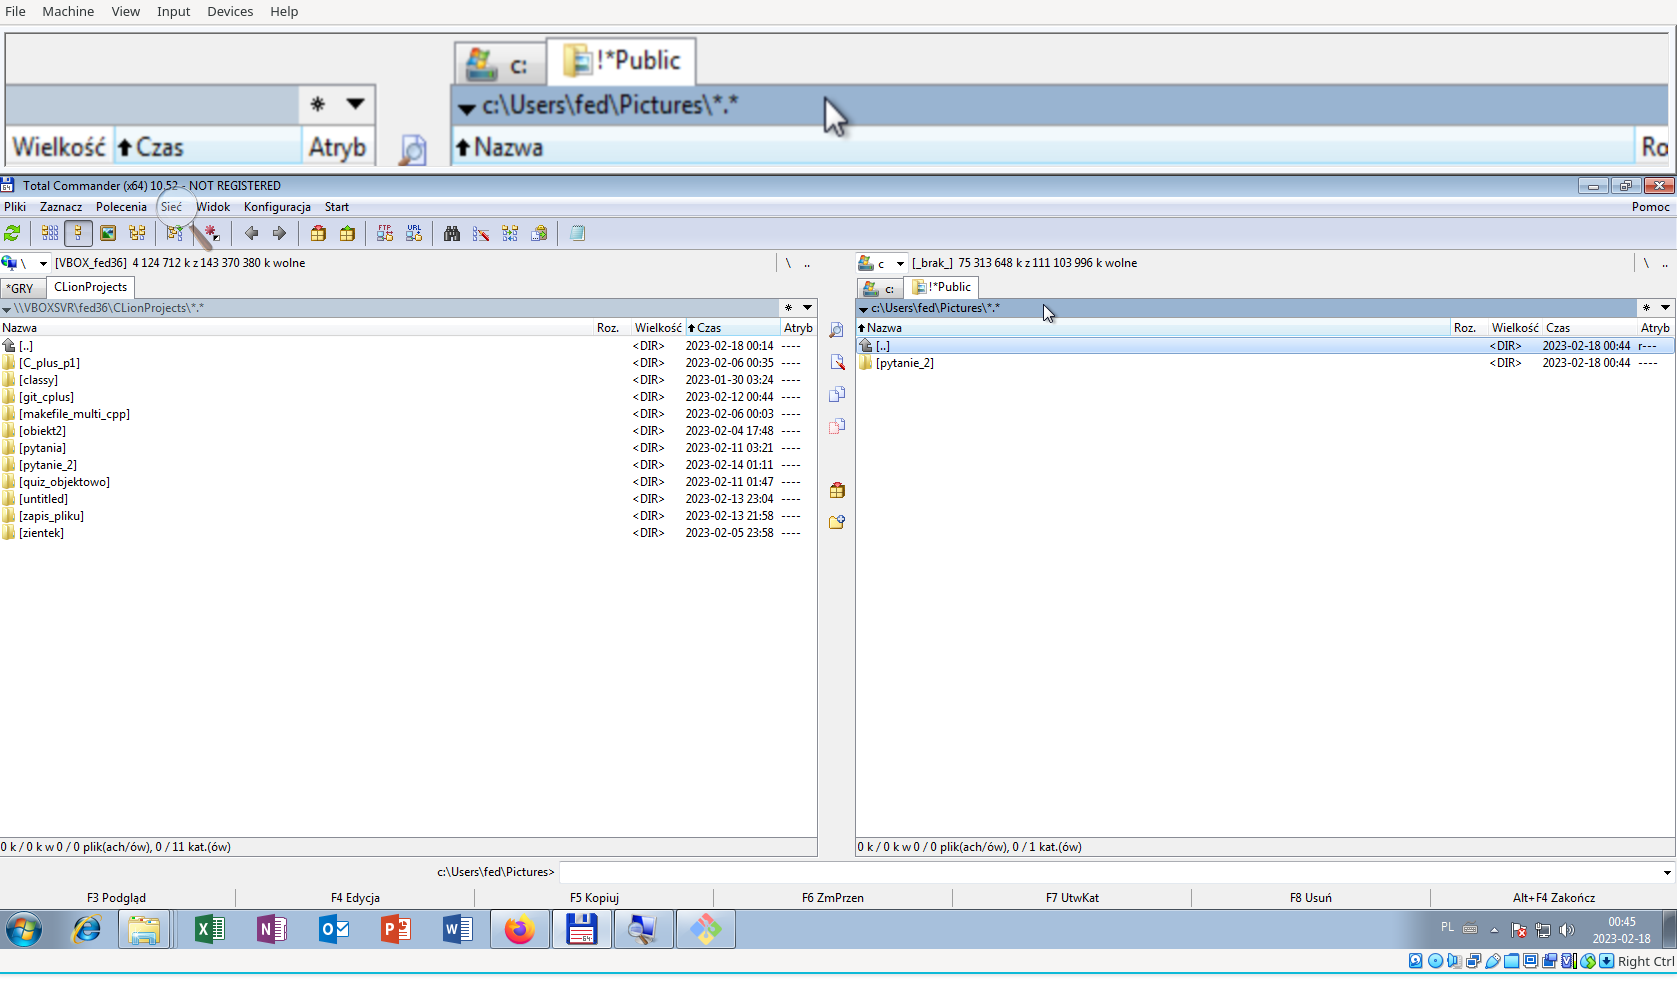 File Machine View Input Devices Help
c: !*Public
c:\Users\fed\Pictures\*.*
Wielkość Czas Atryb Nazwa Ro
Total Commander (x64) 10.52 - NOT REGISTERED
Pliki Zaznacz Polecenia Sieć Widok Konfiguracja Start Pomoc
FTP URL
\ [VBOX_fed36] 4 124 712 k z 143 370 380 k wolne \ .. c [_brak_] 75 313 648 k z 111 103 996 k wolne \ ..
*GRY CLionProjects c: !*Public
\\VBOXSVR\fed36\CLionProjects\*.* * c:\Users\fed\Pictures\*.* *
Nazwa Roz. Wielkość Czas Atryb Nazwa Roz. Wielkość Czas Atryb
[..] <DIR> 2023-02-18 00:14 ---- [..] <DIR> 2023-02-18 00:44 r---
[C_plus_p1] <DIR> 2023-02-06 00:35 ---- [pytanie_2] <DIR> 2023-02-18 00:44 ----
[classy] <DIR> 2023-01-30 03:24 ----
[git_cplus] <DIR> 2023-02-12 00:44 ----
[makefile_multi_cpp] <DIR> 2023-02-06 00:03 ----
[obiekt2] <DIR> 2023-02-04 17:48 ----
[pytania] <DIR> 2023-02-11 03:21 ----
[pytanie_2] <DIR> 2023-02-14 01:11 ----
[quiz_objektowo] <DIR> 2023-02-11 01:47 ----
[untitled] <DIR> 2023-02-13 23:04 ----
[zapis_pliku] <DIR> 2023-02-13 21:58 ----
[zientek] <DIR> 2023-02-05 23:58 ----
0 k / 0 k w 0 / 0 plik(ach/ów), 0 / 11 kat.(ów) 0 k / 0 k w 0 / 0 plik(ach/ów), 0 / 1 kat.(ów)
c:\Users\fed\Pictures>
F3 Podgląd F4 Edycja F5 Kopiuj F6 ZmPrzen F7 UtwKat F8 Usuń Alt+F4 Zakończ
PL 00:45
2023-02-18
Right Ctrl